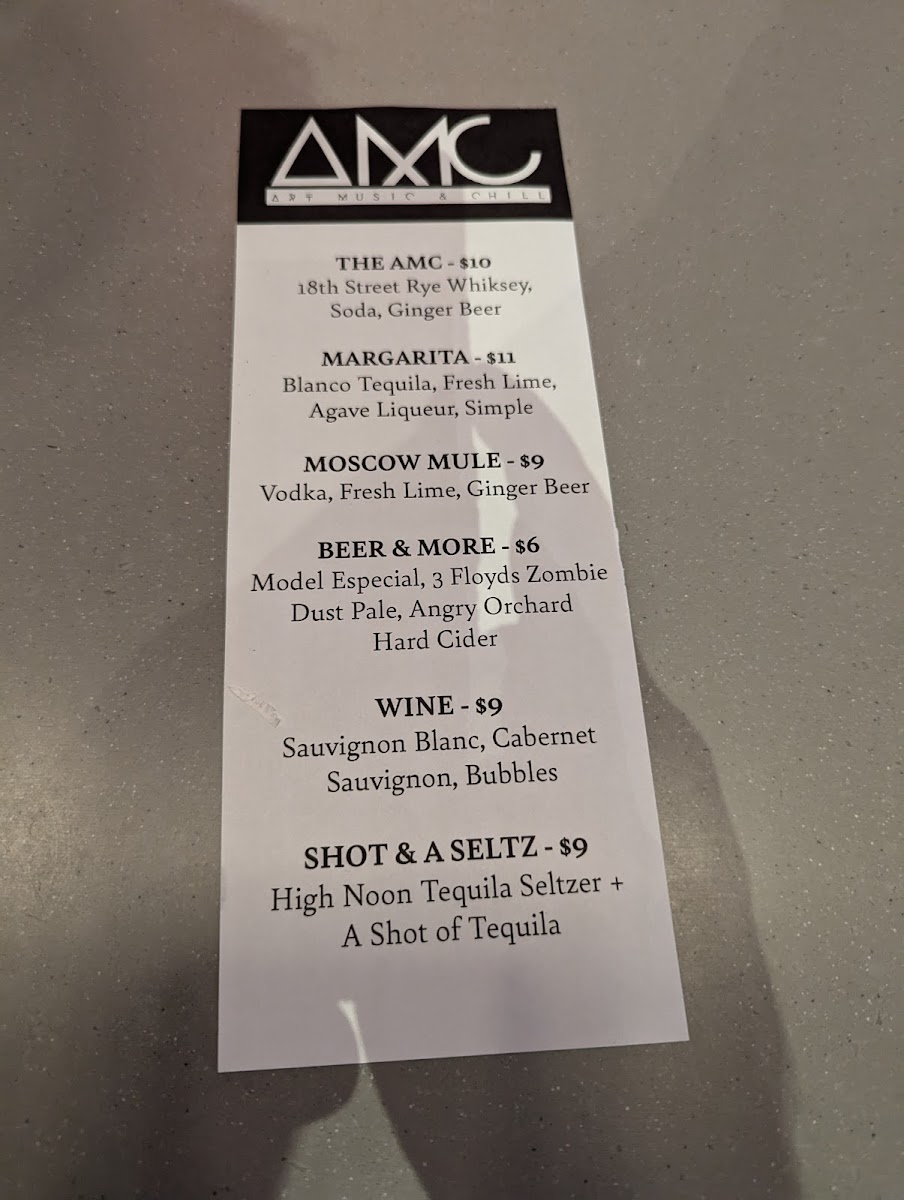 AMC
ART MUSIC & CHILL
THE AMC - $10
18th Street Rye Whiksey,
Soda, Ginger Beer
MARGARITA - $11
Blanco Tequila, Fresh Lime,
Agave Liqueur, Simple
MOSCOW MULE - $9
Vodka, Fresh Lime, Ginger Beer
BEER & MORE - $6
Model Especial, 3 Floyds Zombie
Dust Pale, Angry Orchard
Hard Cider
WINE - $9
Sauvignon Blanc, Cabernet
Sauvignon, Bubbles
SHOT & A SELTZ - $9
High Noon Tequila Seltzer +
A Shot of Tequila